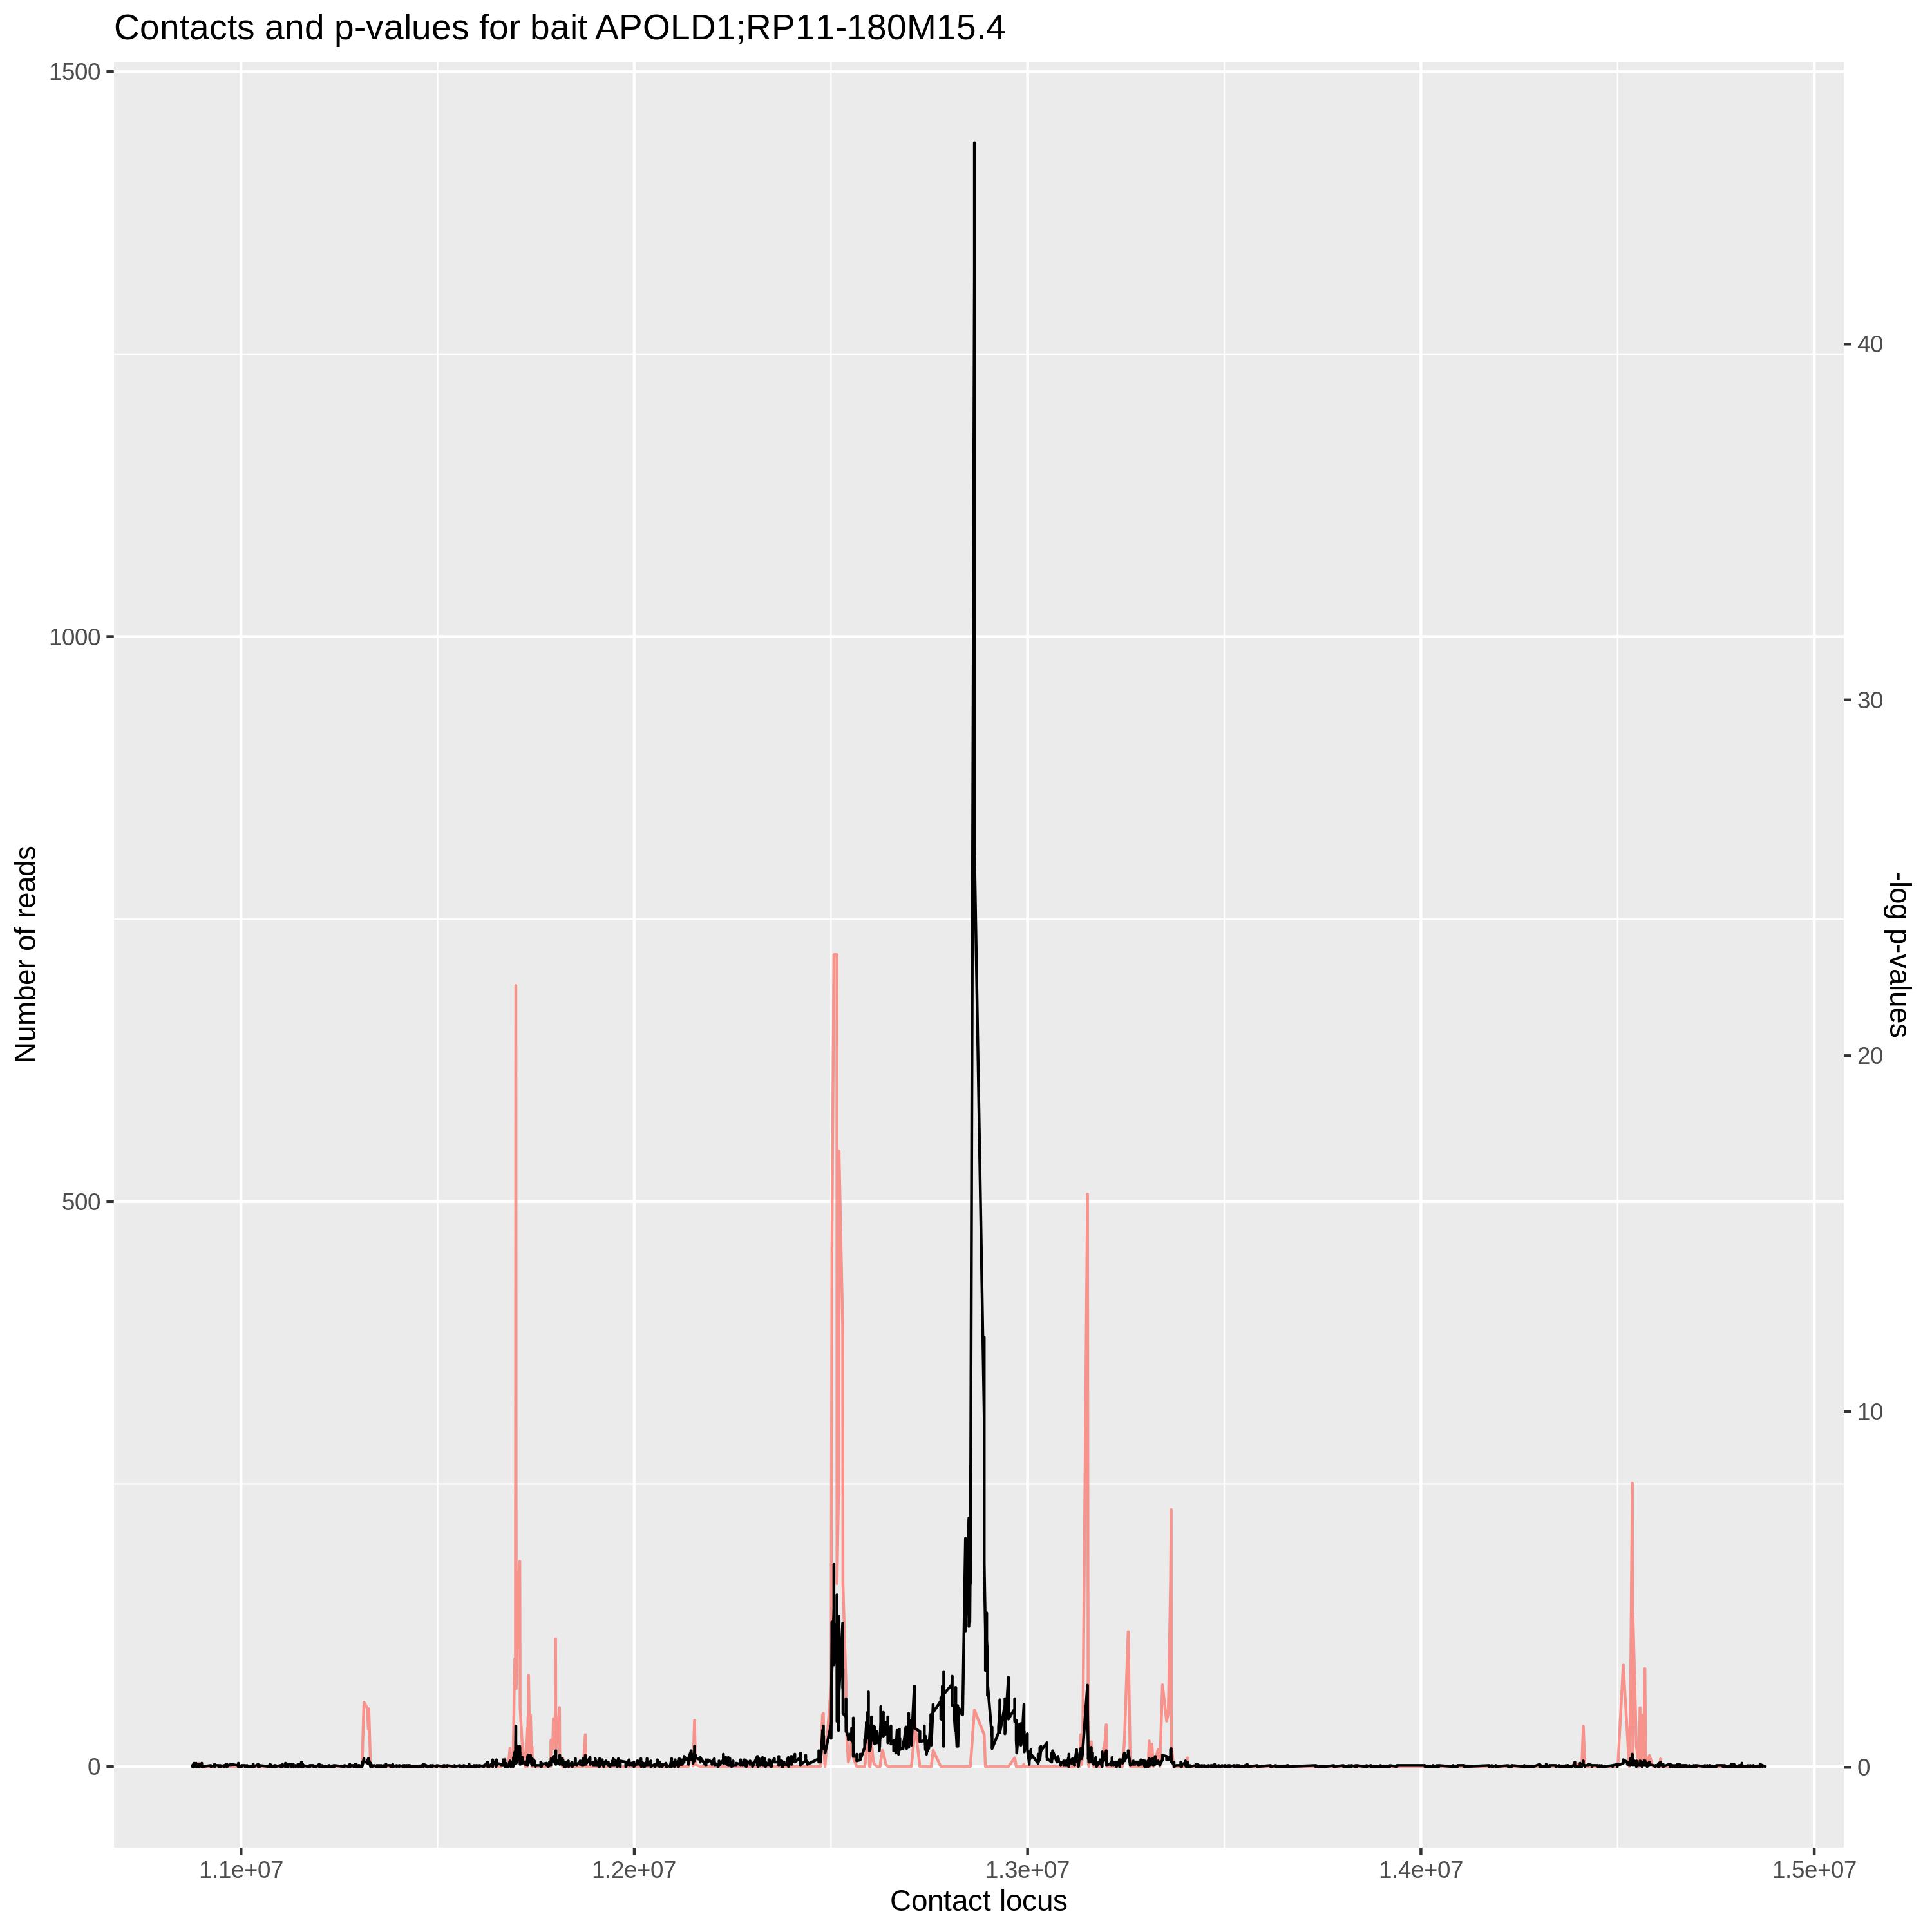 Contacts and p-values for bait APOLD1;RP11-180M15.4
1500
1000
500
0
Number of reads
40
30
20
10
0
-log p-values
1.1e+07
1.2e+07
1.3e+07
1.4e+07
1.5e+07
Contact locus